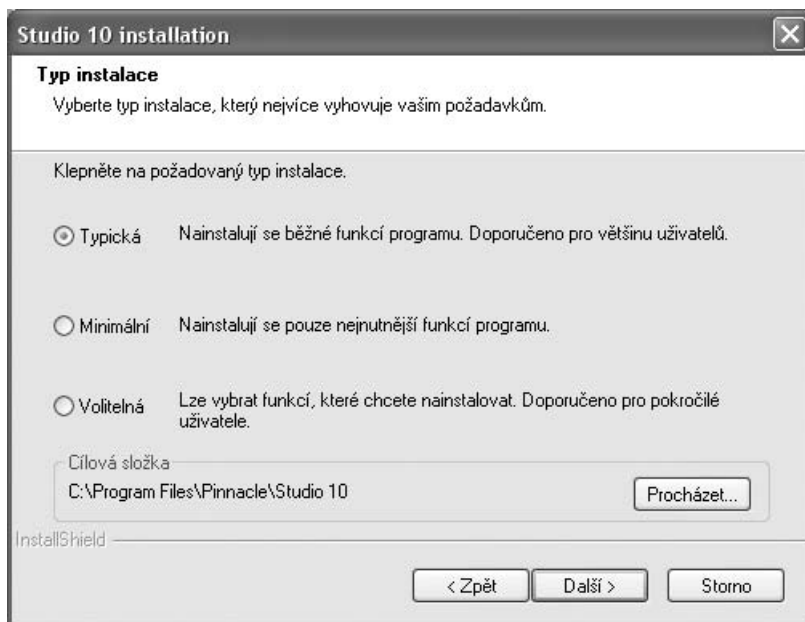 Studio 10 installation
Typ instalace
Vyberte typ instalace, který nejvíce vyhovuje vašim požadavkům.
Klepněte na požadovaný typ instalace.
Typická Nainstalují se běžné funkcí programu. Doporučeno pro většinu uživatelů.
Minimální Nainstalují se pouze nejnutnější funkcí programu.
Volitelná Lze vybrat funkcí, které chcete nainstalovat. Doporučeno pro pokročilé
uživatele.
Cílová složka
C:\Program Files\Pinnacle\Studio 10 Procházet...
InstallShield
< Zpět Další > Storno